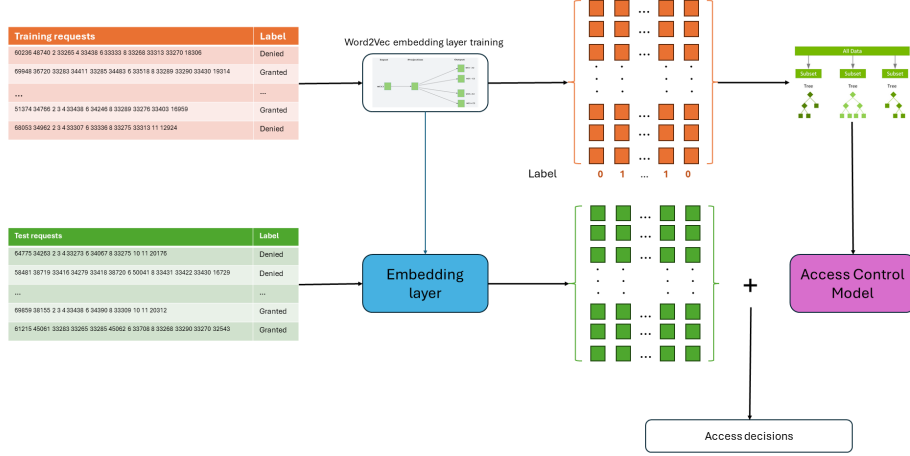 Training requests Label
60236 48740 2 33265 4 33438 6 33333 8 33268 33313 33270 18306 Denied
69948 36720 33283 34411 33285 34483 6 33518 8 33289 33290 33430 19314 Granted
... ...
51374 34766 2 3 4 33438 6 34246 8 33289 33276 33403 16959 Granted
68053 34962 2 3 4 33307 6 33336 8 33275 33313 11 12924 Denied
Word2Vec embedding layer training
...
...
...
...
...
...
Label 0 1 ... 1 0
All Data
Subset Subset Subset
Tree Tree Tree
Test requests Label
64775 34263 2 3 4 33273 6 34067 8 33275 10 11 20176 Denied
58481 38719 33416 34279 33418 38720 6 50041 8 33431 33422 33430 16729 Denied
... ...
69859 38155 2 3 4 33438 6 34390 8 33309 10 11 20312 Granted
61215 45061 33283 33265 33285 45062 6 33708 8 33268 33290 33270 32543 Granted
Embedding
layer
...
...
...
...
...
...
+
Access Control
Model
Access decisions